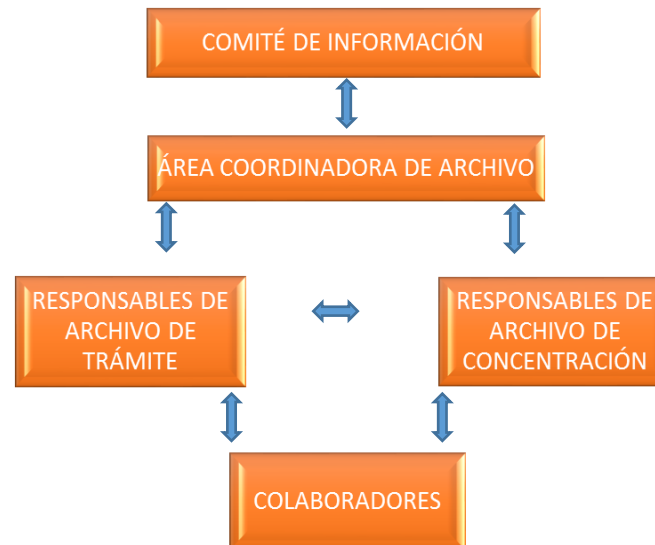 COMITÉ DE INFORMACIÓN
ÁREA COORDINADORA DE ARCHIVO
RESPONSABLES DE
ARCHIVO DE
TRÁMITE
RESPONSABLES DE
ARCHIVO DE
CONCENTRACIÓN
COLABORADORES